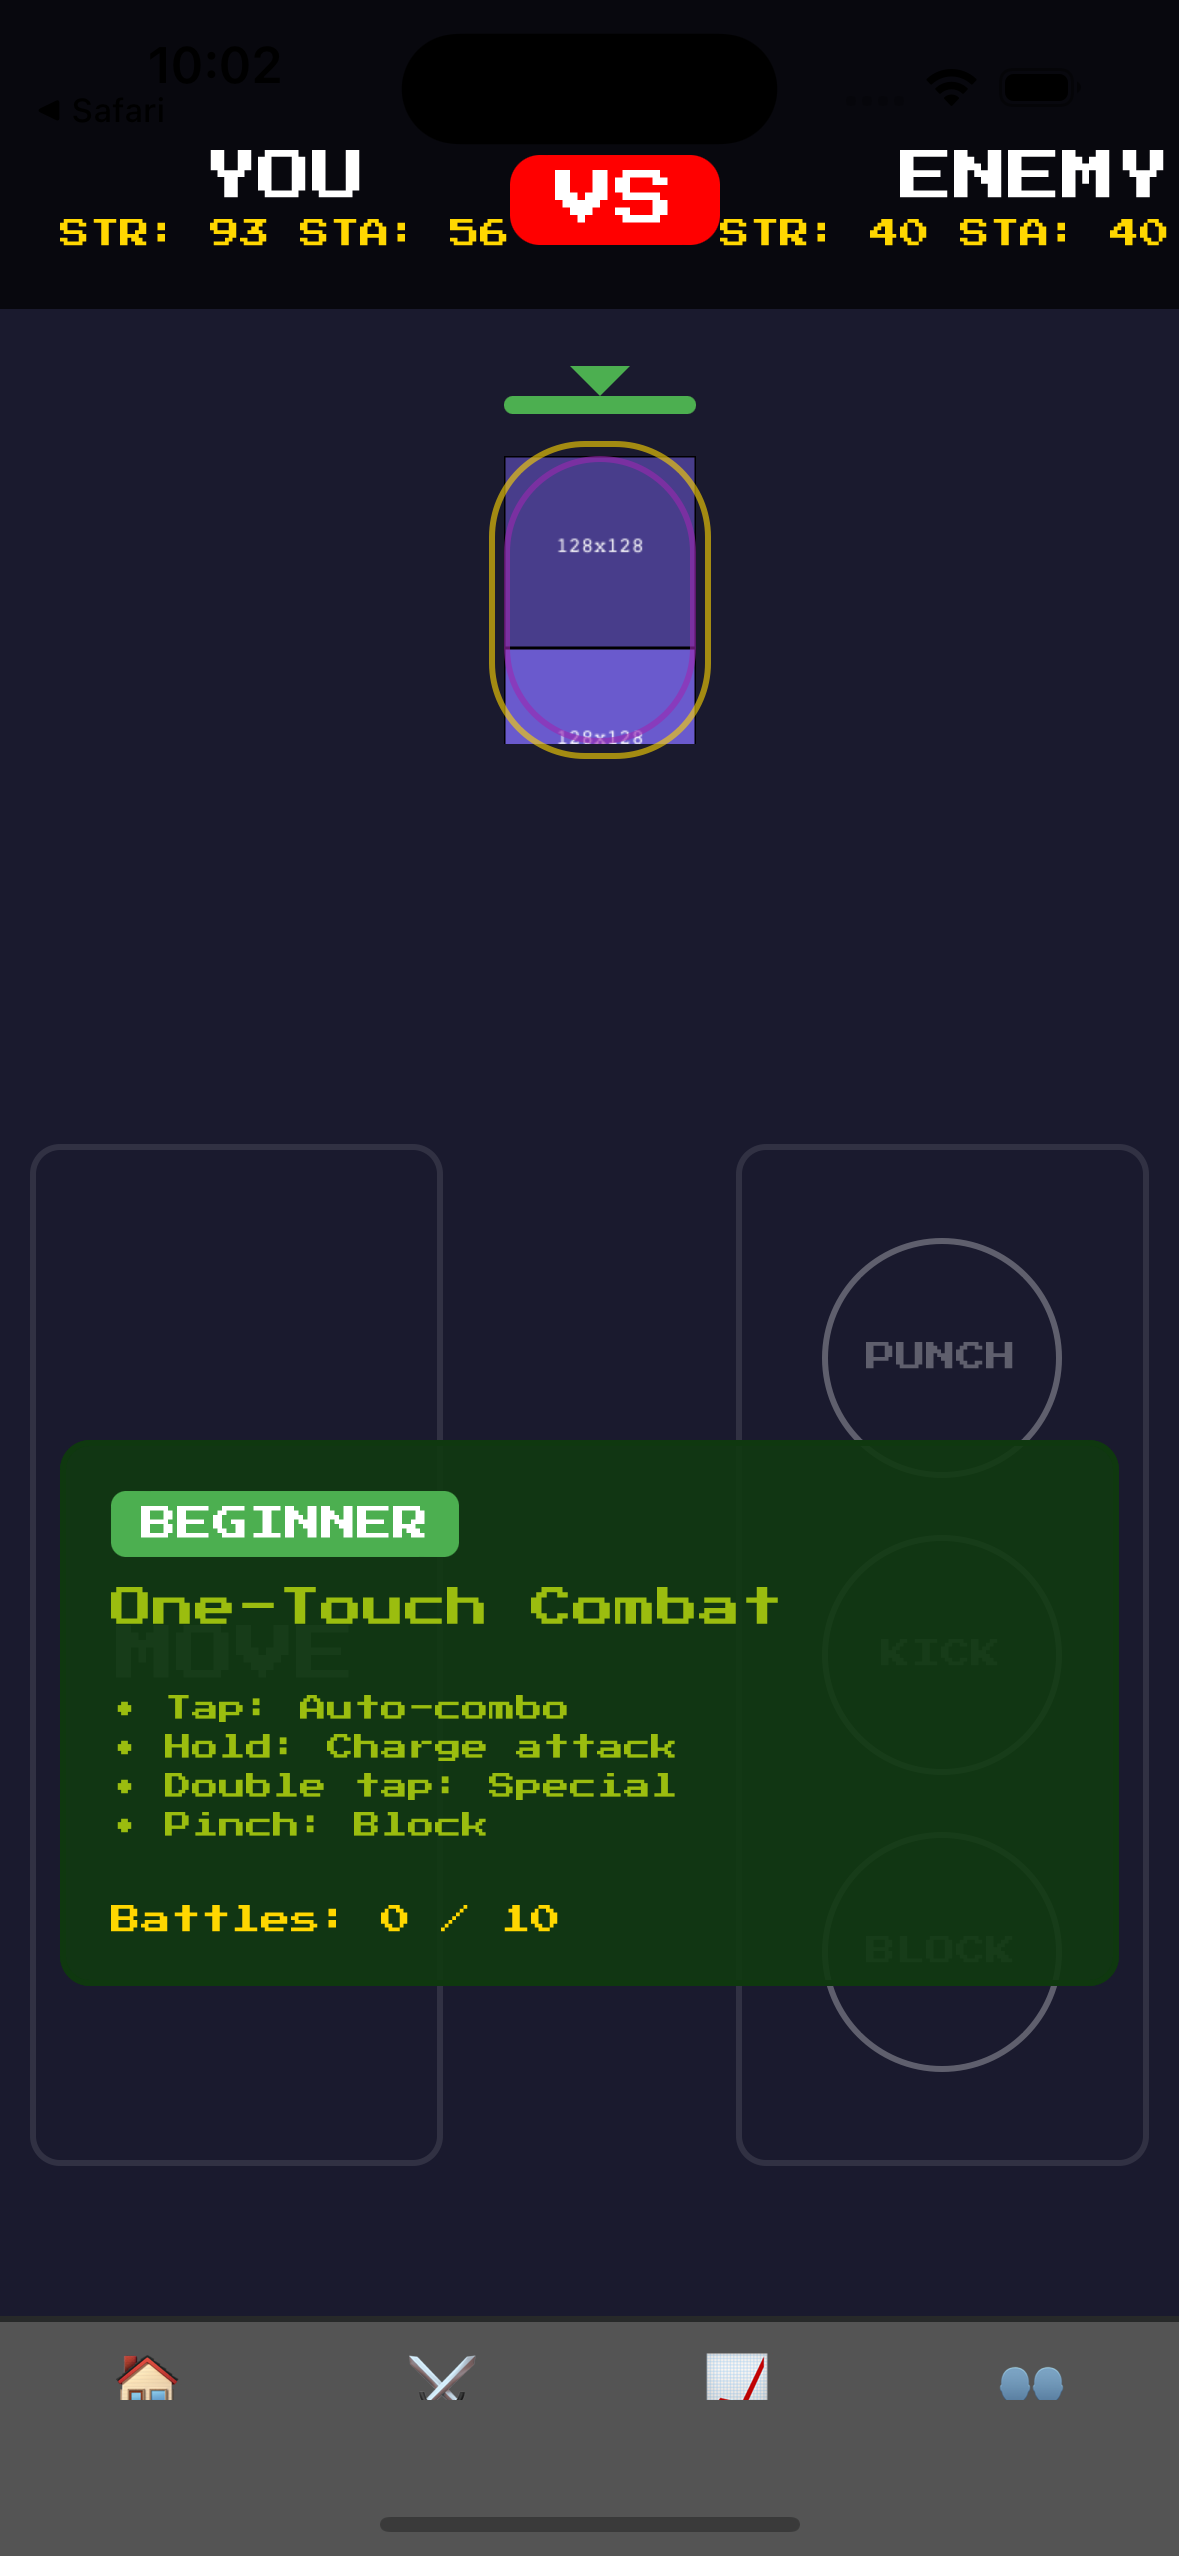 10:02
◀ Safari
YOU
VS
ENEMY
STR: 93 STA: 56
STR: 40 STA: 40
128x128
128x128
PUNCH
BEGINNER
One-Touch Combat
MOVE
KICK
• Tap: Auto-combo
• Hold: Charge attack
• Double tap: Special
• Pinch: Block
Battles: 0 / 10
BLOCK